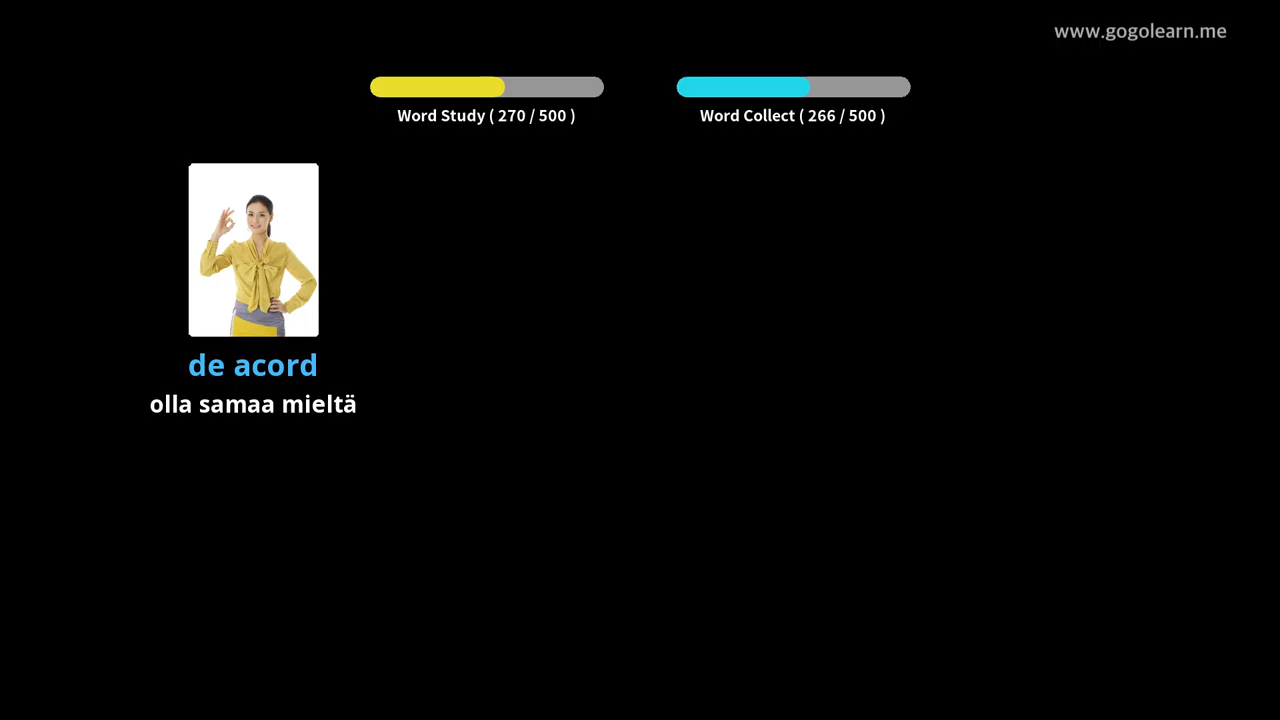 www.gogolearn.me
Word Study ( 270 / 500 )
Word Collect ( 266 / 500 )
de acord
olla samaa mieltä